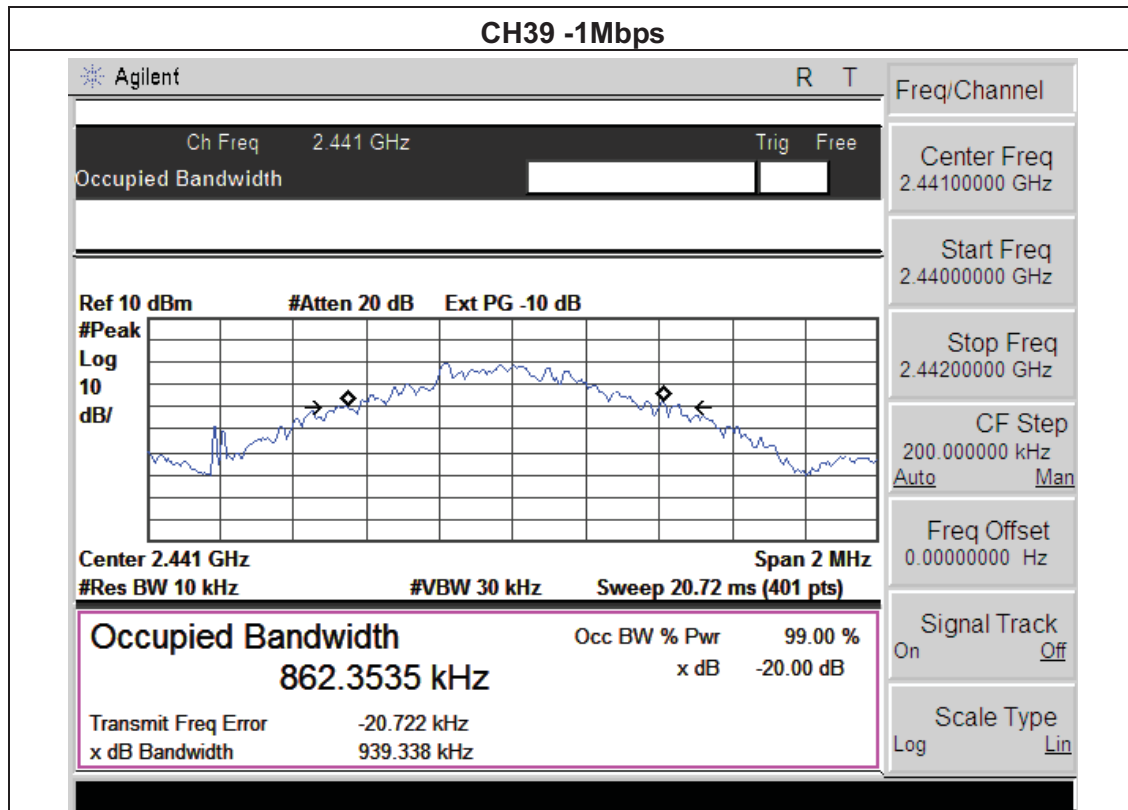 CH39 -1Mbps
Agilent R T
Ch Freq 2.441 GHz Trig Free
Occupied Bandwidth
Ref 10 dBm #Atten 20 dB Ext PG -10 dB
#Peak
Log
10
dB/
Center 2.441 GHz Span 2 MHz
#Res BW 10 kHz #VBW 30 kHz Sweep 20.72 ms (401 pts)
Occupied Bandwidth Occ BW % Pwr 99.00 %
862.3535 kHz x dB -20.00 dB
Transmit Freq Error -20.722 kHz
x dB Bandwidth 939.338 kHz
Freq/Channel
Center Freq
2.44100000 GHz
Start Freq
2.44000000 GHz
Stop Freq
2.44200000 GHz
CF Step
200.000000 kHz
Auto Man
Freq Offset
0.00000000 Hz
Signal Track
On Off
Scale Type
Log Lin